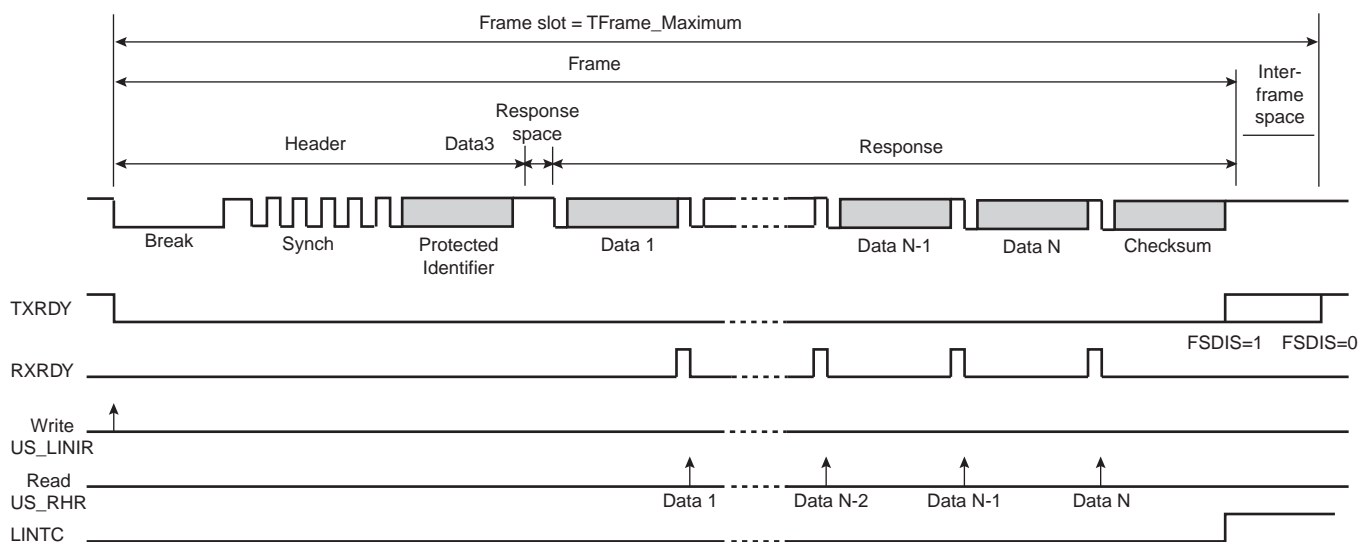 Frame slot = TFrame_Maximum
Frame
Inter-
frame
space
Response
space
Header
Data3
Response
Break
Synch
Protected
Identifier
Data 1
Data N-1
Data N
Checksum
TXRDY
FSDIS=1
FSDIS=0
RXRDY
Write
US_LINIR
Read
US_RHR
Data 1
Data N-2
Data N-1
Data N
LINTC